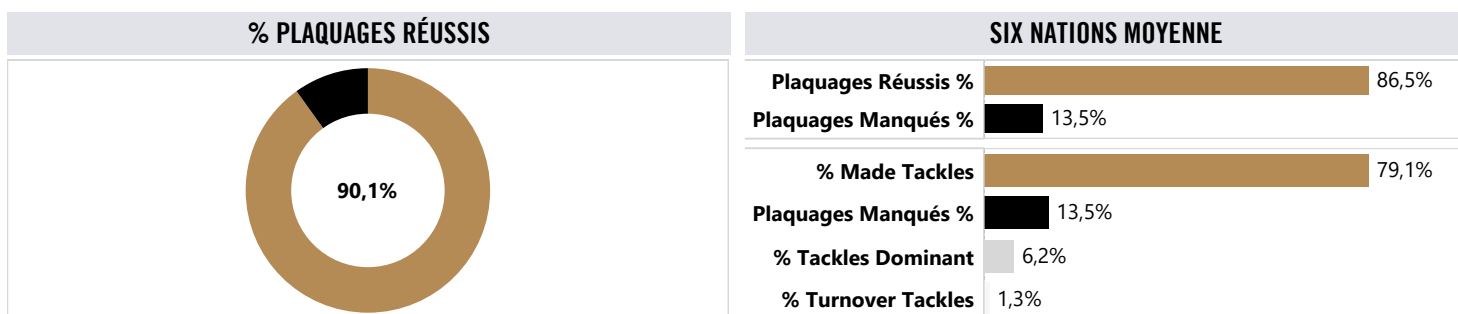 % PLAQUAGES RÉUSSIS
90,1%
SIX NATIONS MOYENNE
Plaquages Réussis % 86,5%
Plaquages Manqués % 13,5%
% Made Tackles 79,1%
Plaquages Manqués % 13,5%
% Tackles Dominant 6,2%
% Turnover Tackles 1,3%